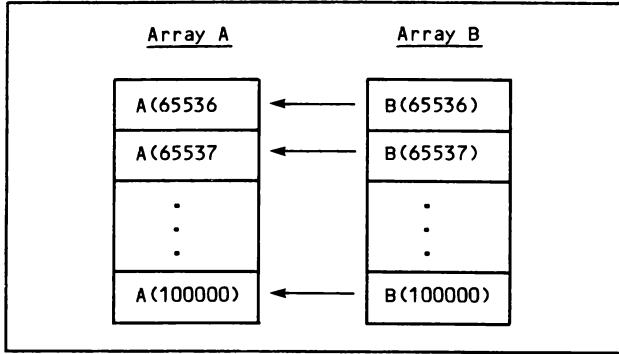 Array A Array B
A(65536 B(65536)
A(65537 B(65537)
.
.
.
A(100000) B(100000)